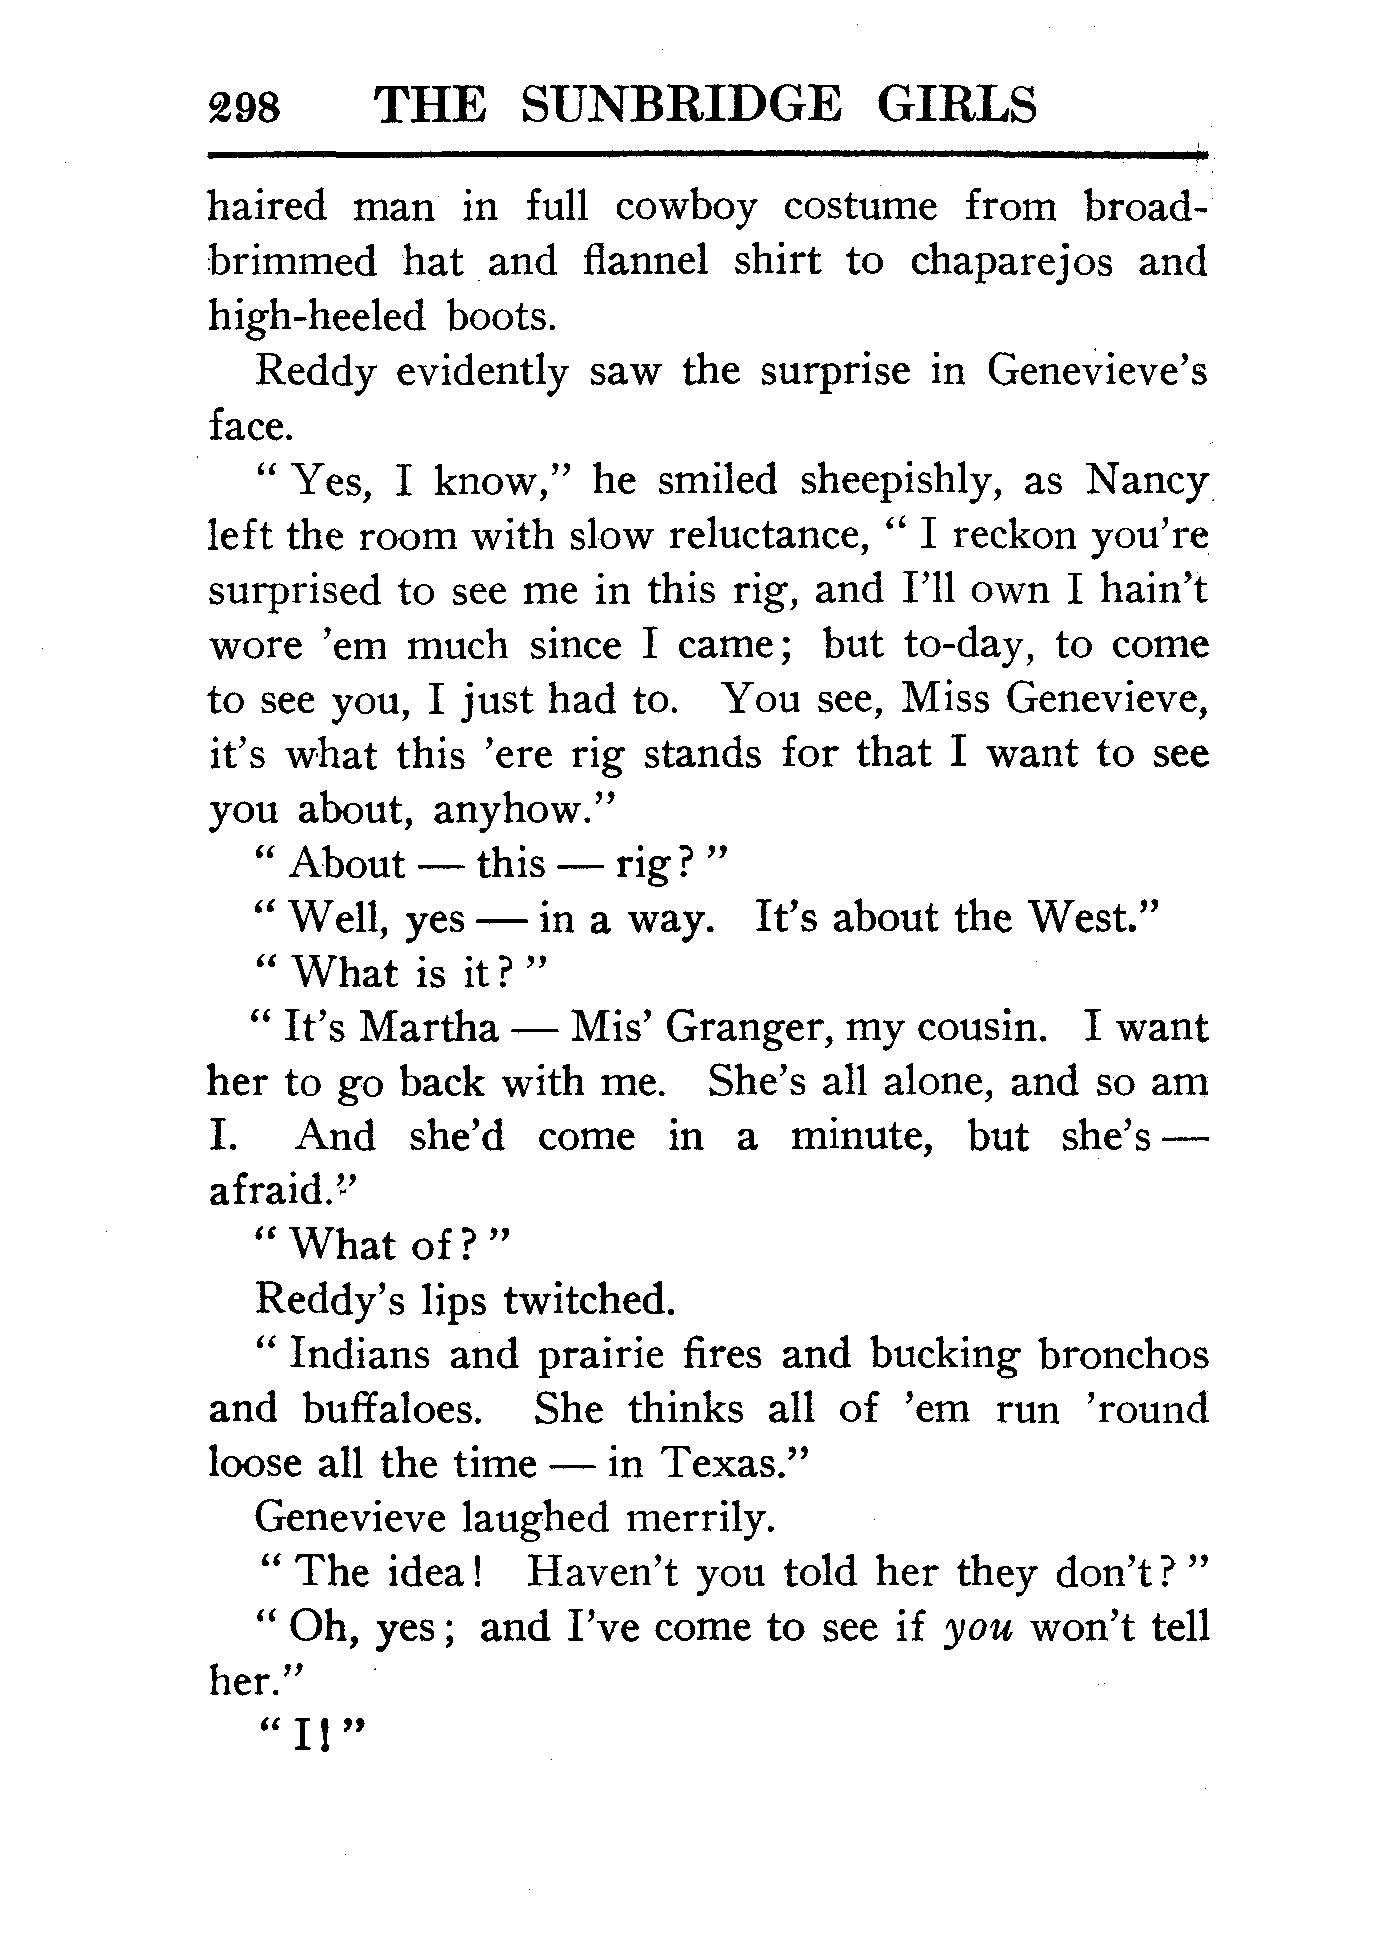 298 THE SUNBRIDGE GIRLS
haired man in full cowboy costume from broad-
brimmed hat and flannel shirt to chaparejos and
high-heeled boots.
Reddy evidently saw the surprise in Genevieve's
face.
" Yes, I know," he smiled sheepishly, as Nancy
left the room with slow reluctance, " I reckon you're
surprised to see me in this rig, and I'll own I hain't
wore 'em much since I came; but to-day, to come
to see you, I just had to. You see, Miss Genevieve,
it's what this 'ere rig stands for that I want to see
you about, anyhow."
" About — this — rig? "
" Well, yes — in a way. It's about the West."
" What is it? "
" It's Martha — Mis' Granger, my cousin. I want
her to go back with me. She's all alone, and so am
I. And she'd come in a minute, but she's —
afraid."
" What of? "
Reddy's lips twitched.
" Indians and prairie fires and bucking bronchos
and buffaloes. She thinks all of 'em run 'round
loose all the time — in Texas."
Genevieve laughed merrily.
" The idea! Haven't you told her they don't? "
" Oh, yes; and I've come to see if you won't tell
her."
" I! "